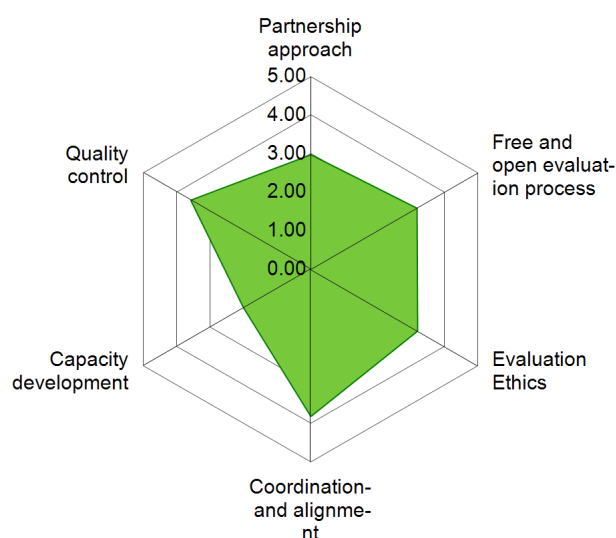 Partnership
approach
5.00
4.00
3.00
2.00
1.00
0.00
Free and
open evaluat-
ion process
Evaluation
Ethics
Coordination-
and alignme-
nt
Capacity
development
Quality
control